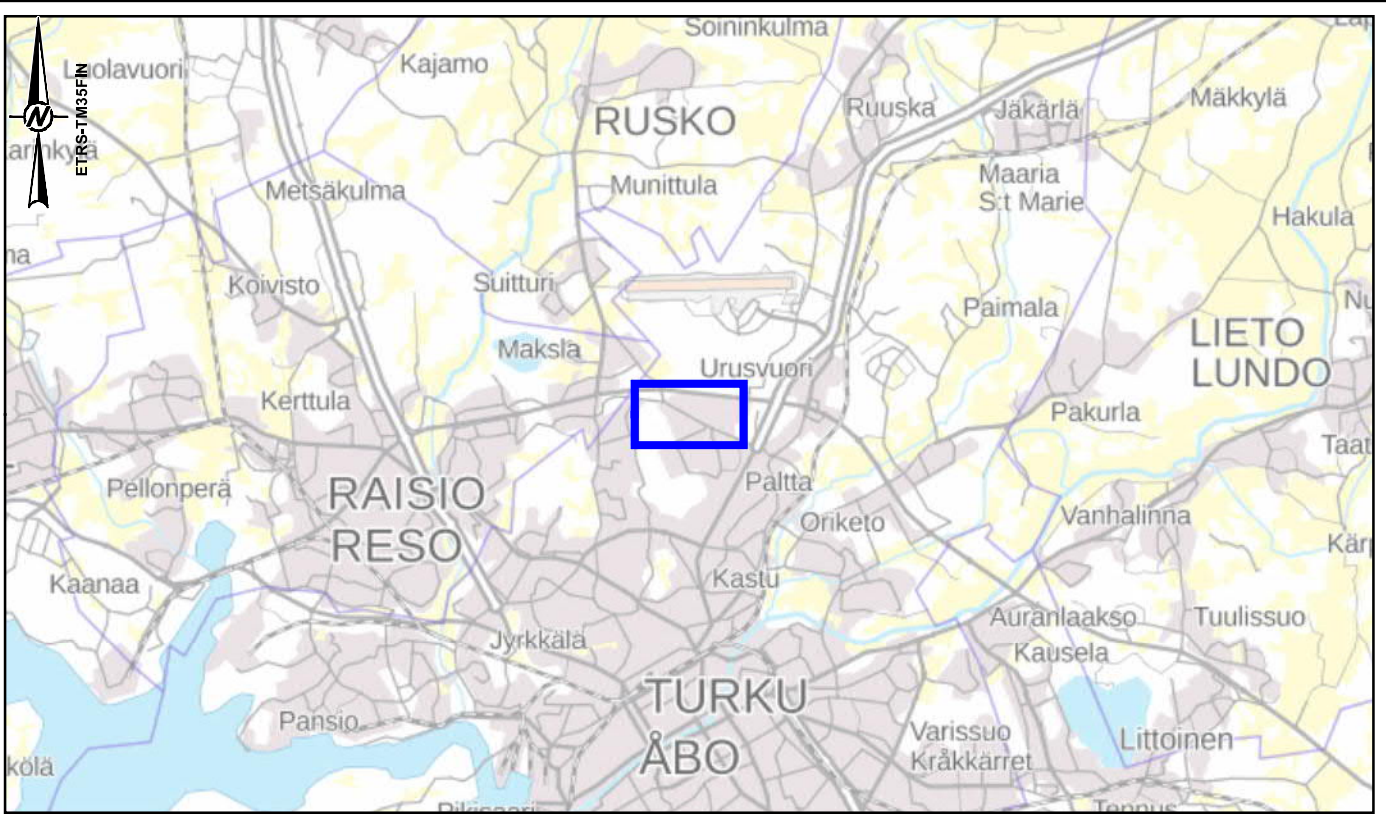 Soininkulma
Luolavuori
Kajamo
ETRS-TM35FIN
N
RUSKO
Ruuska
Jäkärlä
Mäkkylä
Metsäkulma
Munittula
Maaria
S:t Marie
Hakula
Koivisto
Suitturi
Paimala
Maksla
Urusvuori
LIETO
LUNDO
Kerttula
Pakurla
Pellonperä
RAISIO
RESO
Paltta
Oriketo
Vanhalinna
Kaanaa
Kastu
Auranlaakso
Tuulissuo
Jyrkkälä
Kausela
TURKU
ÅBO
Pansio
Varissuo
Kråkkärret
Littoinen